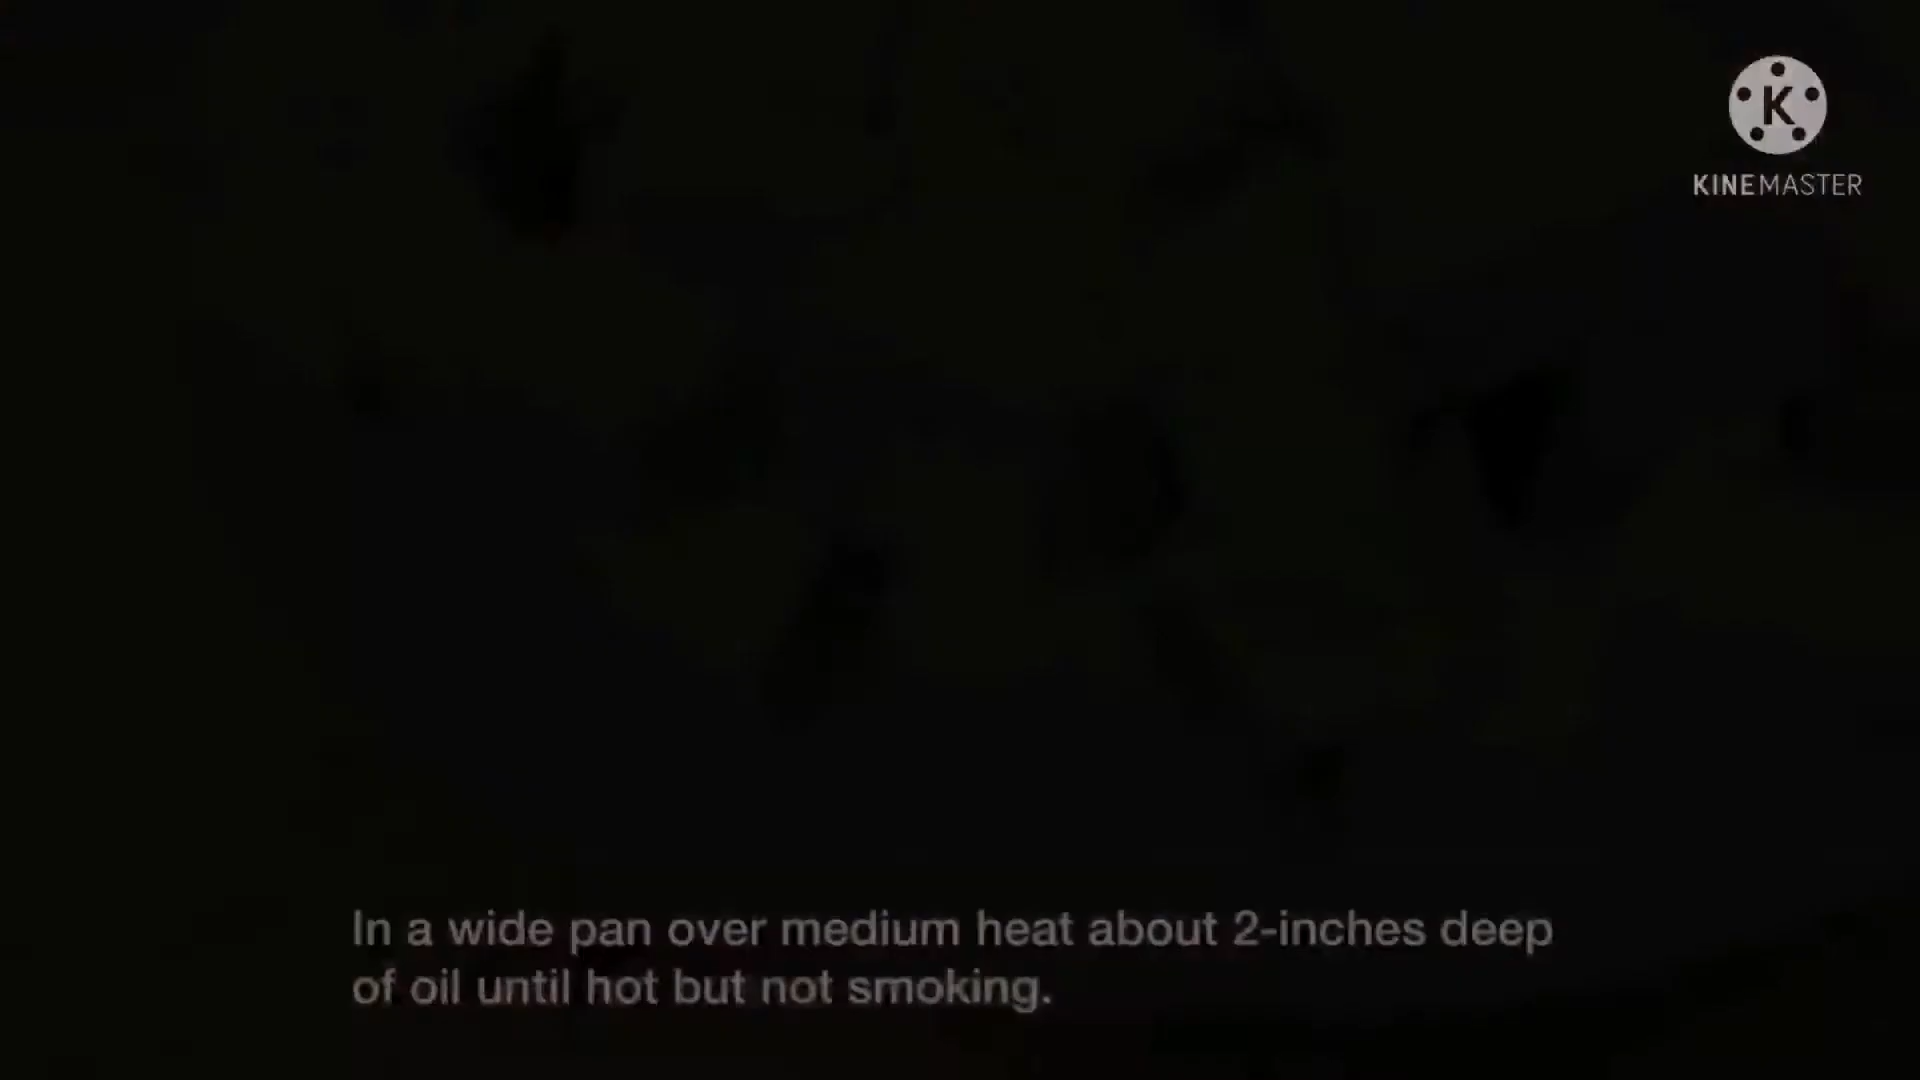 K
KINEMASTER
In a wide pan over medium heat about 2-inches deep
of oil until hot but not smoking.